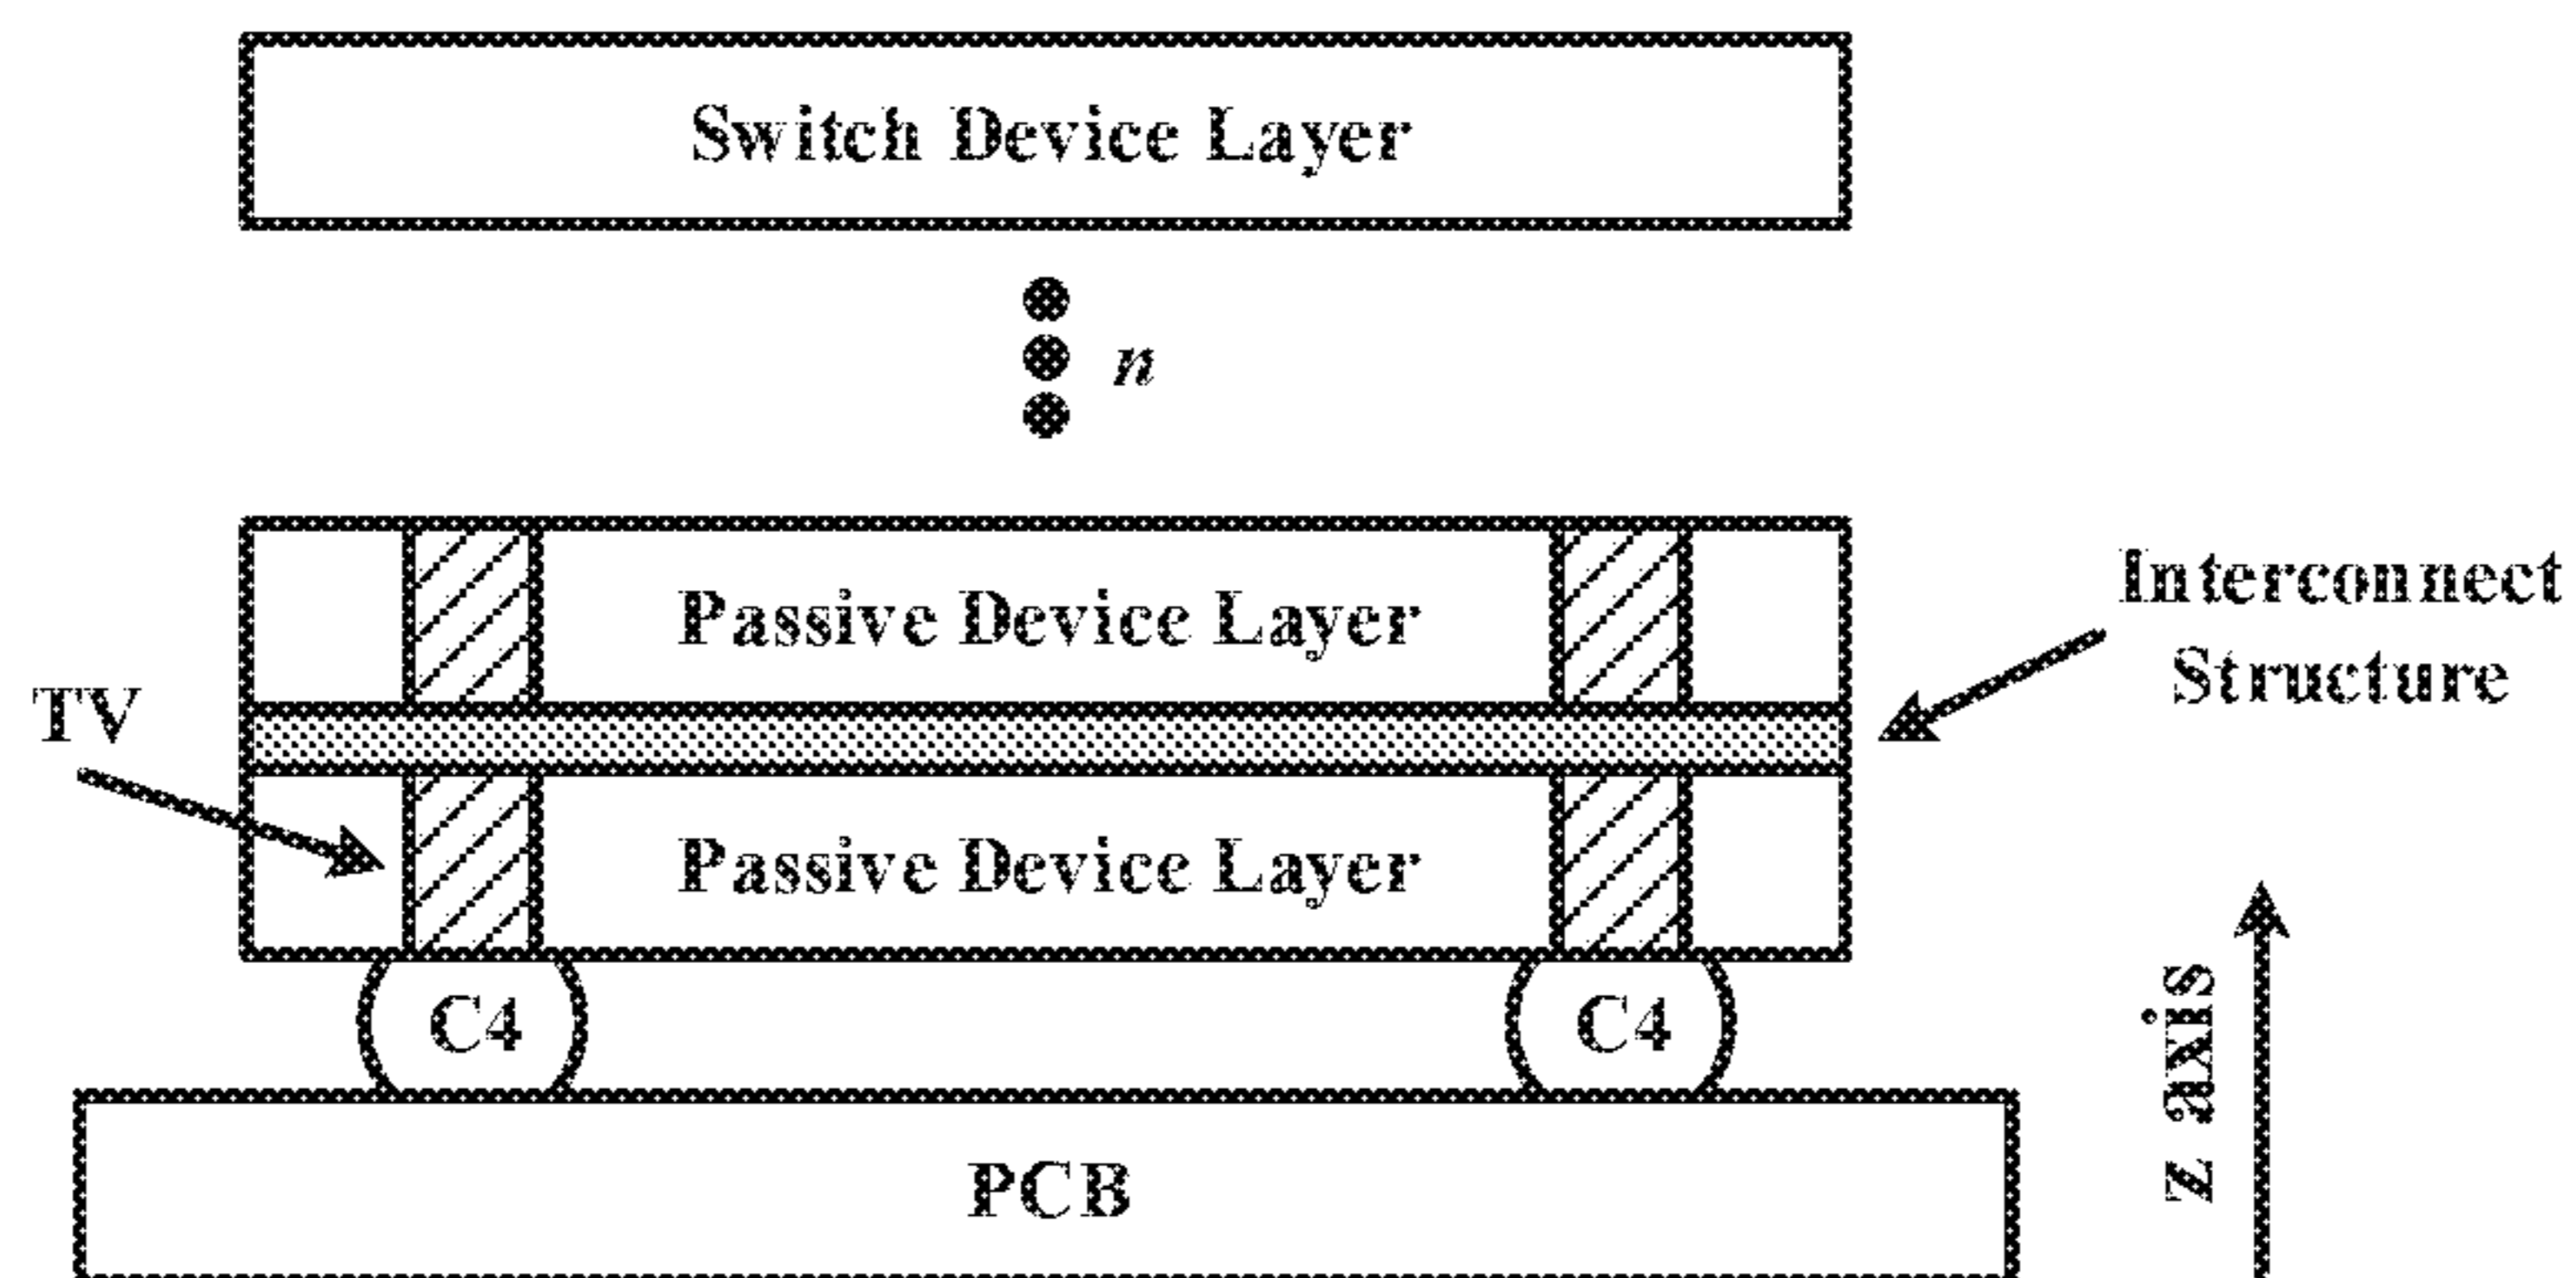 Switch Device Layer
n
Passive Device Layer
Interconnect
Structure
TV
Passive Device Layer
C4
C4
z axis
PCB